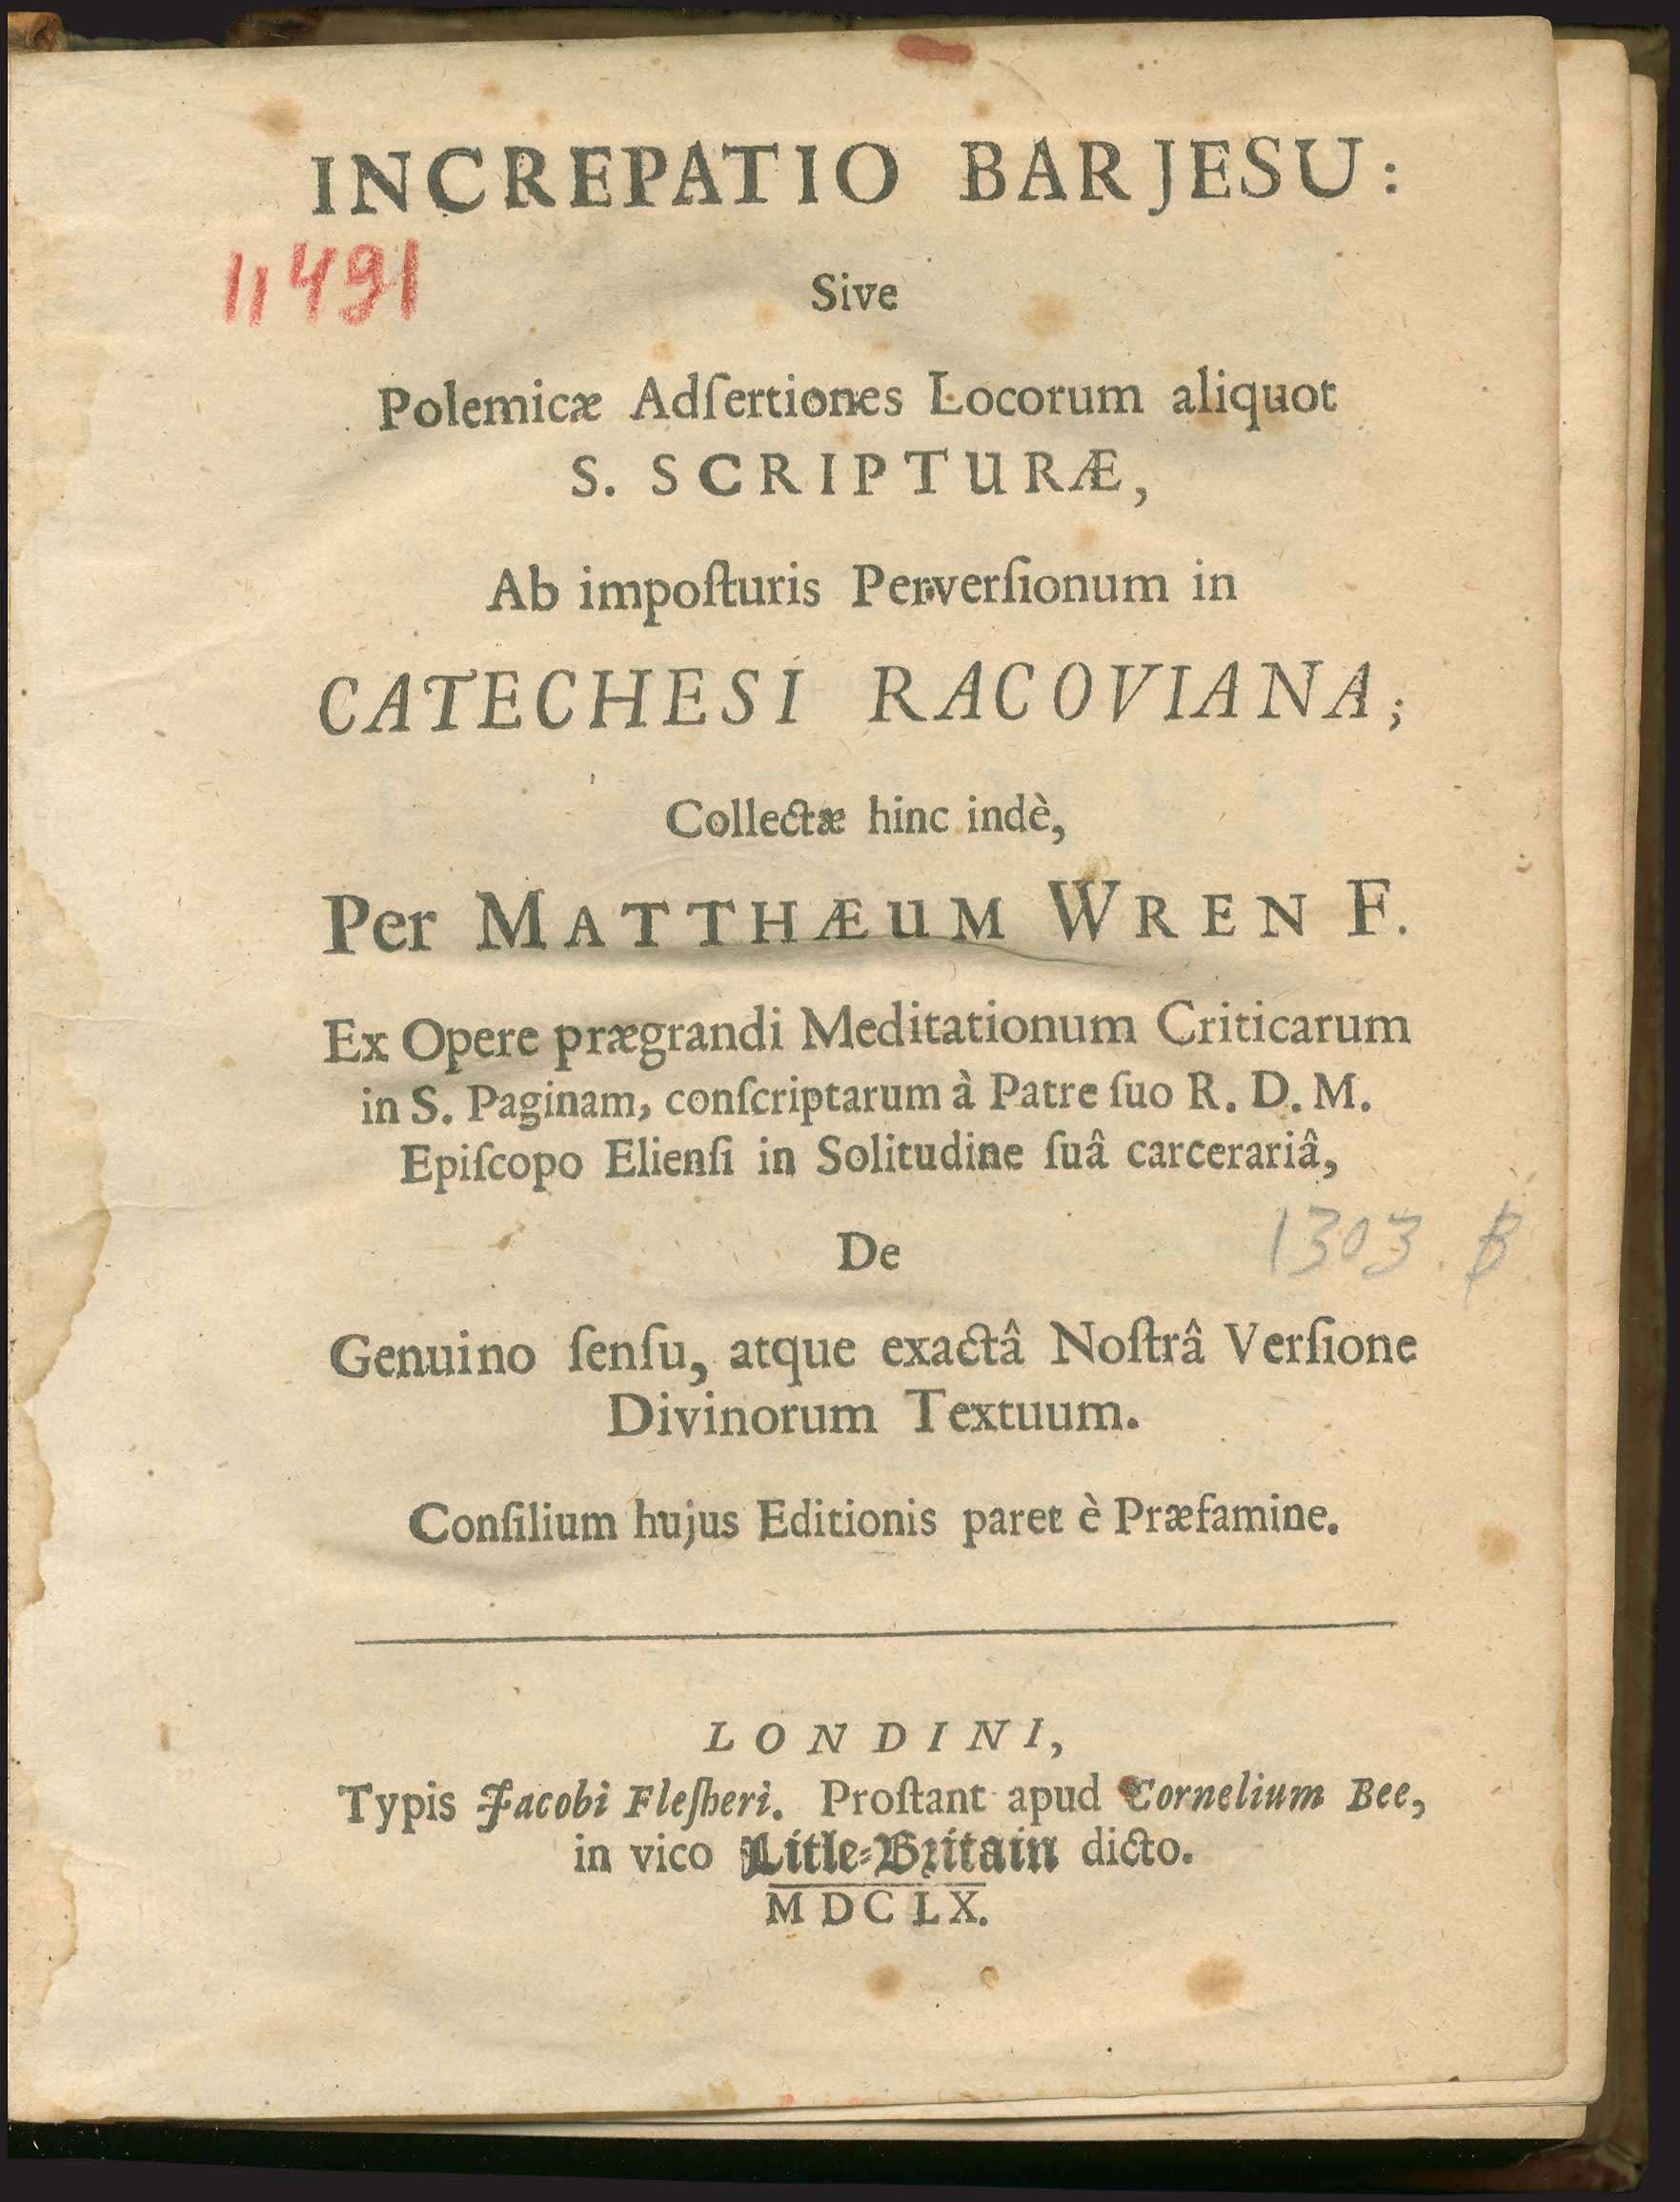 INCREPATIO BARJESU:
11491
Sive
Polemicæ Adſertiones Locorum aliquot
S. SCRIPTURÆ,
Ab impoſturis Perverſionum in
CATECHESI RACOVIANA;
Collectæ hinc indè,
Per MATTHÆUM WREN F.
Ex Opere prægrandi Meditationum Criticarum
in S. Paginam, conſcriptarum à Patre ſuo R. D. M.
Epiſcopo Elienſi in Solitudine ſuâ carcerariâ,
De
1303. B
Genuino ſenſu, atque exactâ Noſtrâ Verſione
Divinorum Textuum.
Conſilium hujus Editionis paret è Præfamine.
LONDINI,
Typis Jacobi Fleſheri. Proſtant apud Cornelium Bee,
in vico Litle-Britain dicto.
MDCLX.